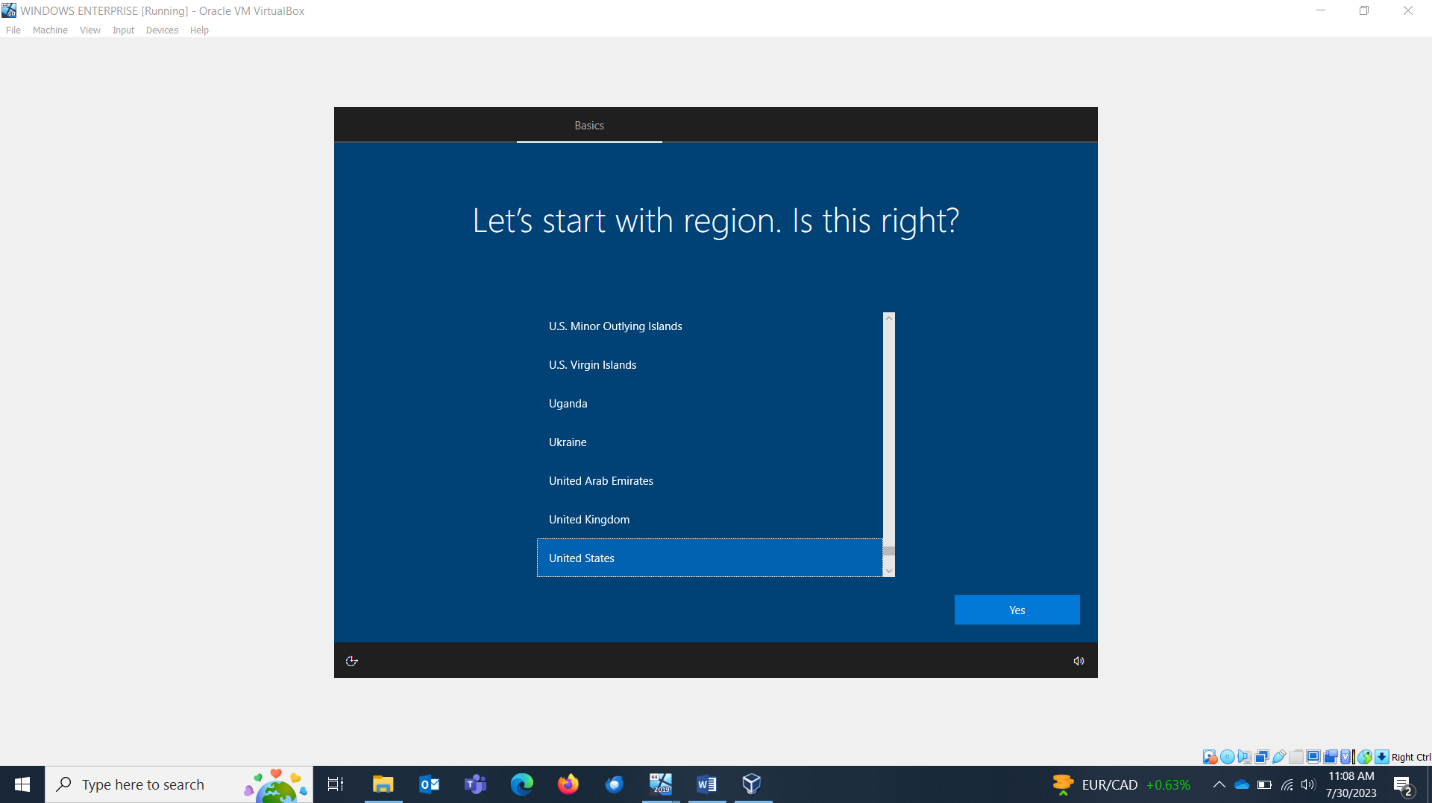 WINDOWS ENTERPRISE [Running] - Oracle VM VirtualBox
File Machine View Input Devices Help
Basics
Let's start with region. Is this right?
U.S. Minor Outlying Islands
U.S. Virgin Islands
Uganda
Ukraine
United Arab Emirates
United Kingdom
United States
Yes
Right Ctrl
Type here to search
2019
EUR/CAD +0.63%
11:08 AM
7/30/2023
2